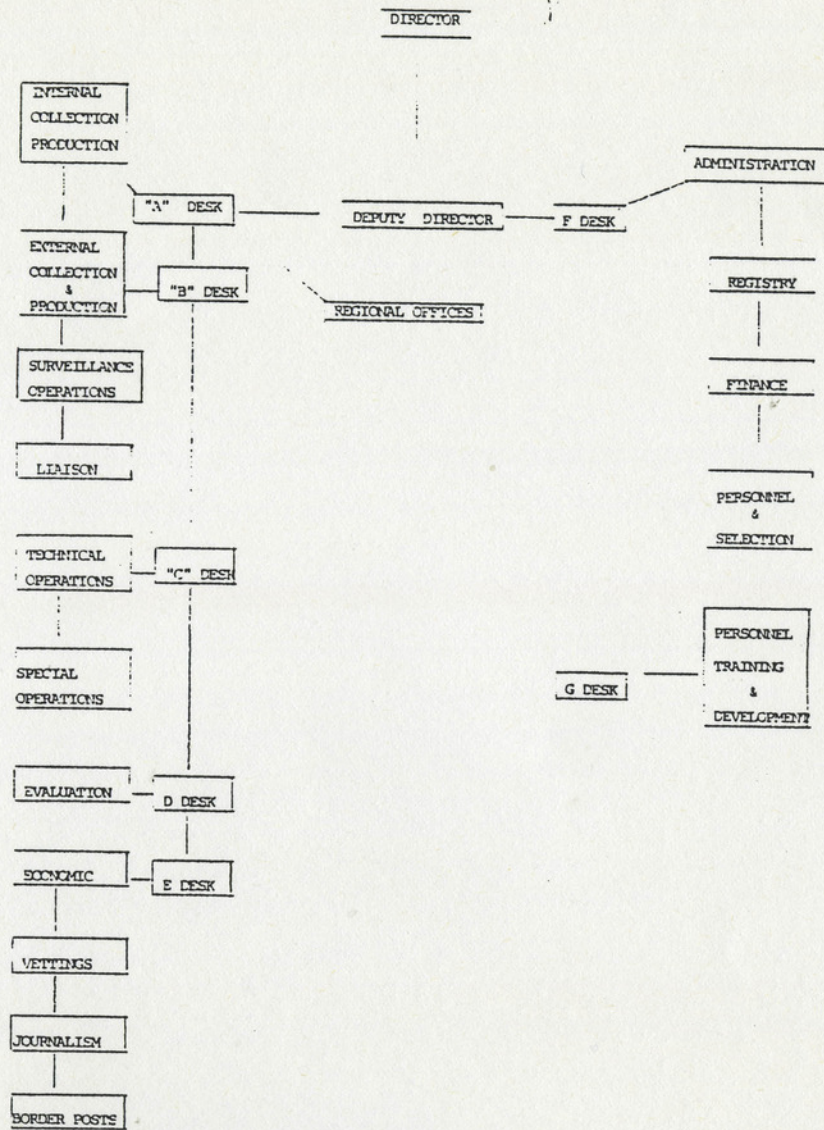 DIRECTOR
INTERNAL
COLLECTION
PRODUCTION
ADMINISTRATION
"A" DESK
DEPUTY DIRECTOR
F DESK
EXTERNAL
COLLECTION
&
PRODUCTION
"B" DESK
REGIONAL OFFICES
REGISTRY
SURVEILLANCE
OPERATIONS
FINANCE
LIAISON
PERSONNEL
&
SELECTION
TECHNICAL
OPERATIONS
"C" DESK
PERSONNEL
TRAINING
&
DEVELOPMENT
SPECIAL
OPERATIONS
G DESK
EVALUATION
D DESK
ECONOMIC
E DESK
VETTINGS
JOURNALISM
BORDER POSTS